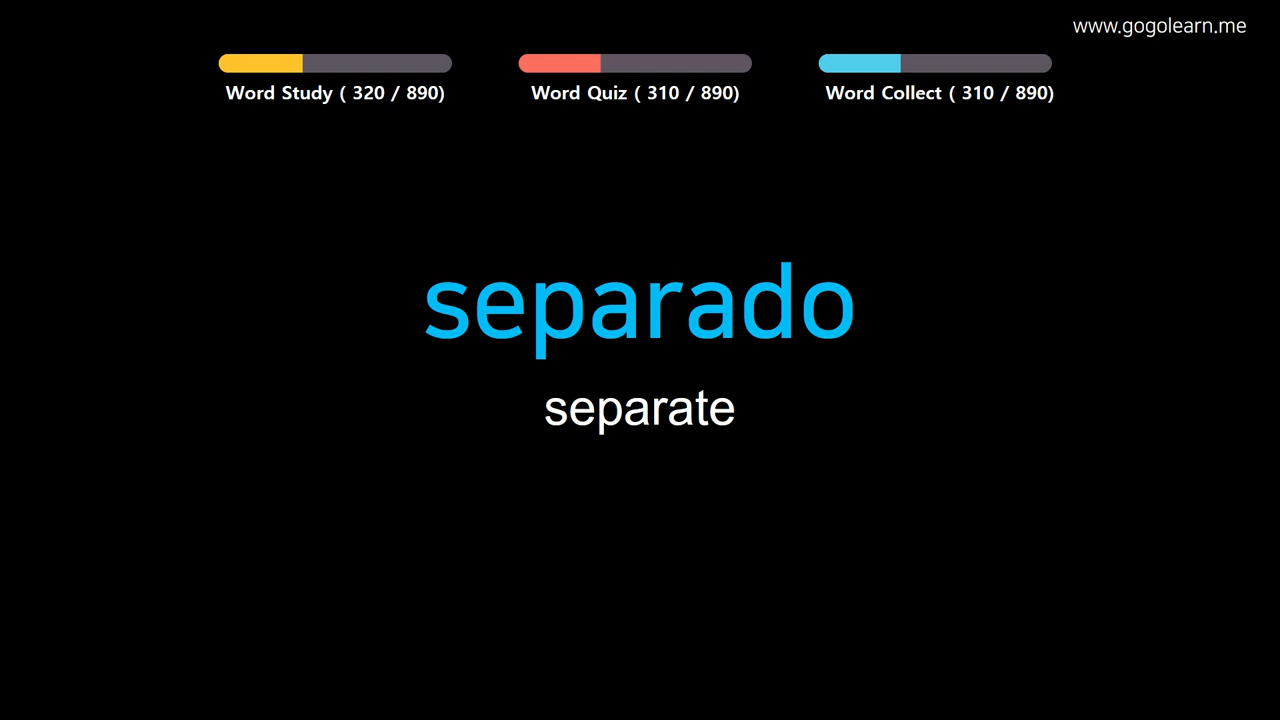 www.gogolearn.me
Word Study ( 320 / 890)
Word Quiz ( 310 / 890)
Word Collect ( 310 / 890)
separado
separate